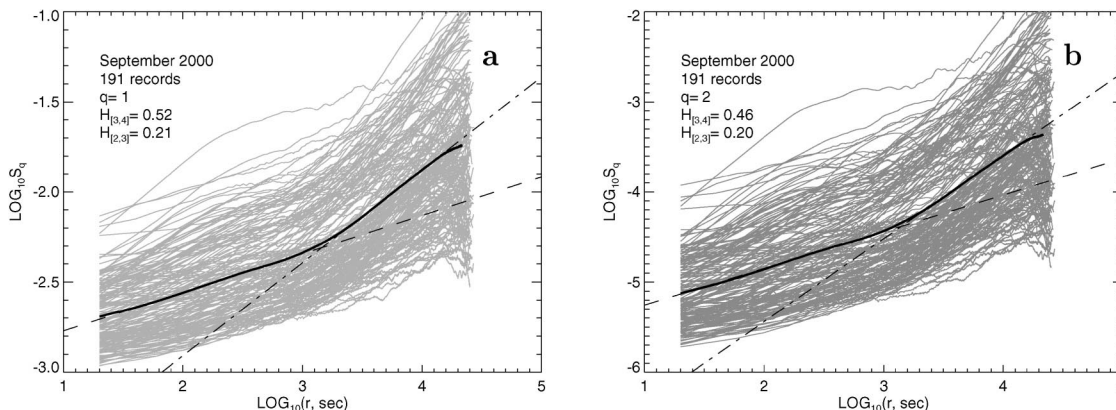 -1.0
-1.5
-2.0
-2.5
-3.0
LOG10Sq
September 2000
191 records
q= 1
H[3,4]= 0.52
H[2,3]= 0.21
a
1 2 3 4 5
LOG10(r, sec)
-2
-3
-4
-5
-6
LOG10Sq
September 2000
191 records
q= 2
H[3,4]= 0.46
H[2,3]= 0.20
b
1 2 3 4
LOG10(r, sec)